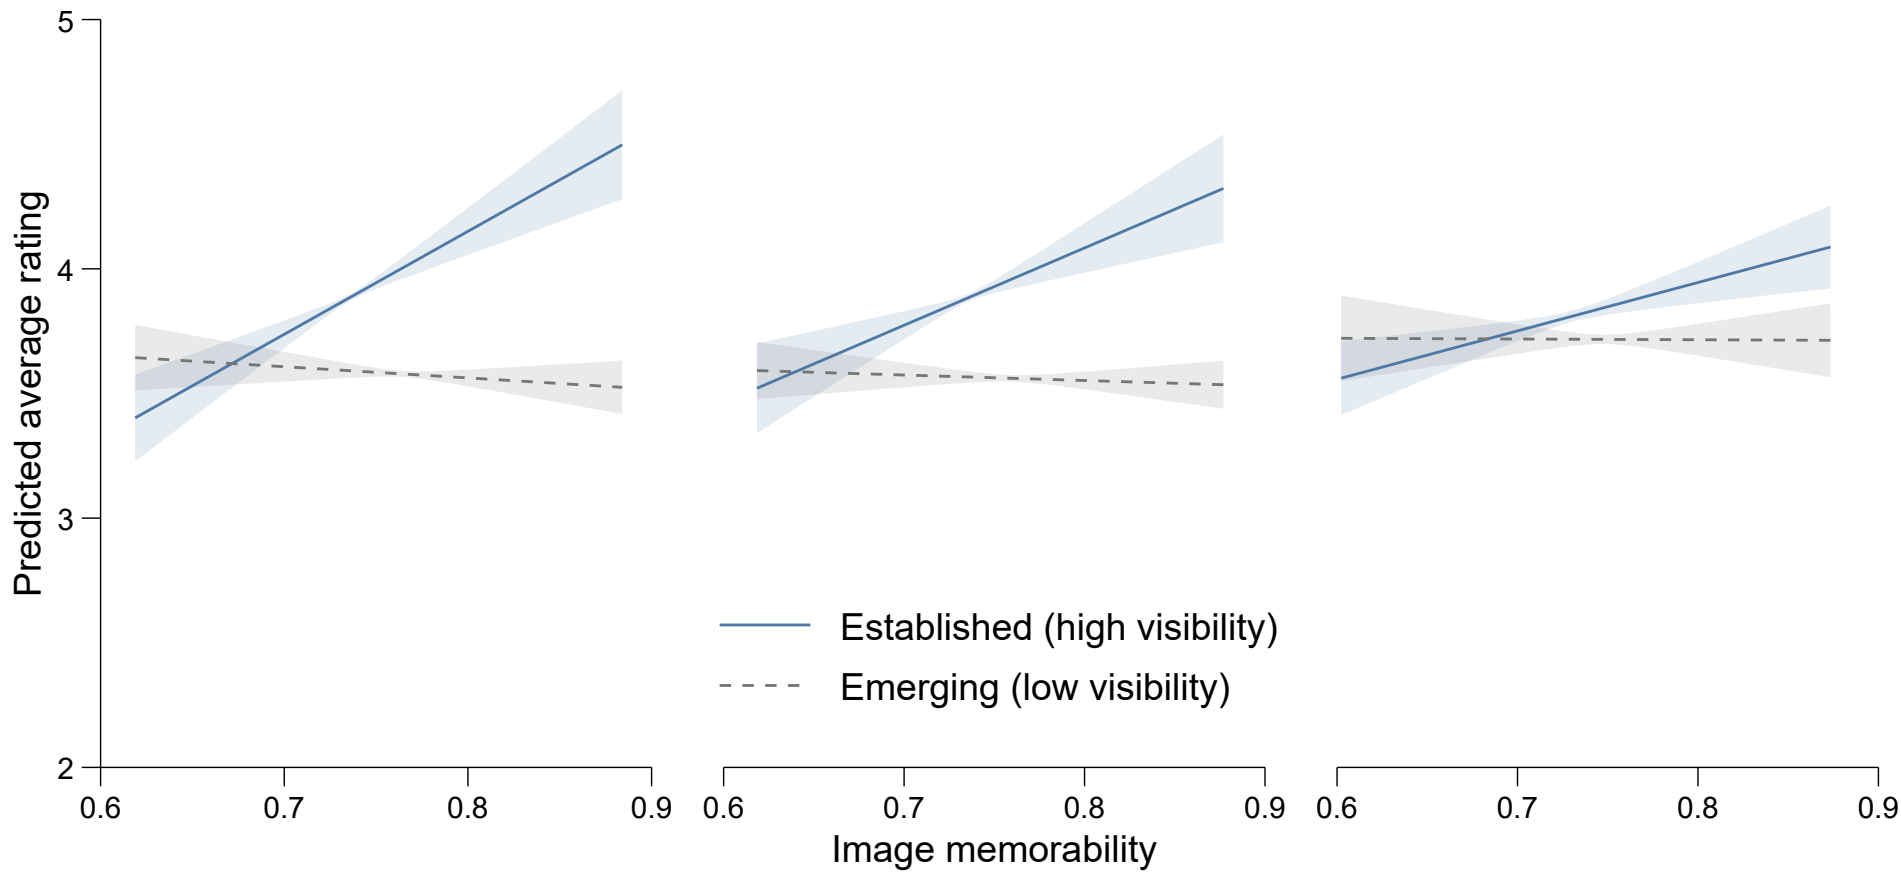 Predicted average rating
5
4
3
2
Established (high visibility)
Emerging (low visibility)
0.6 0.7 0.8 0.9
0.6 0.7 0.8 0.9
0.6 0.7 0.8 0.9
Image memorability